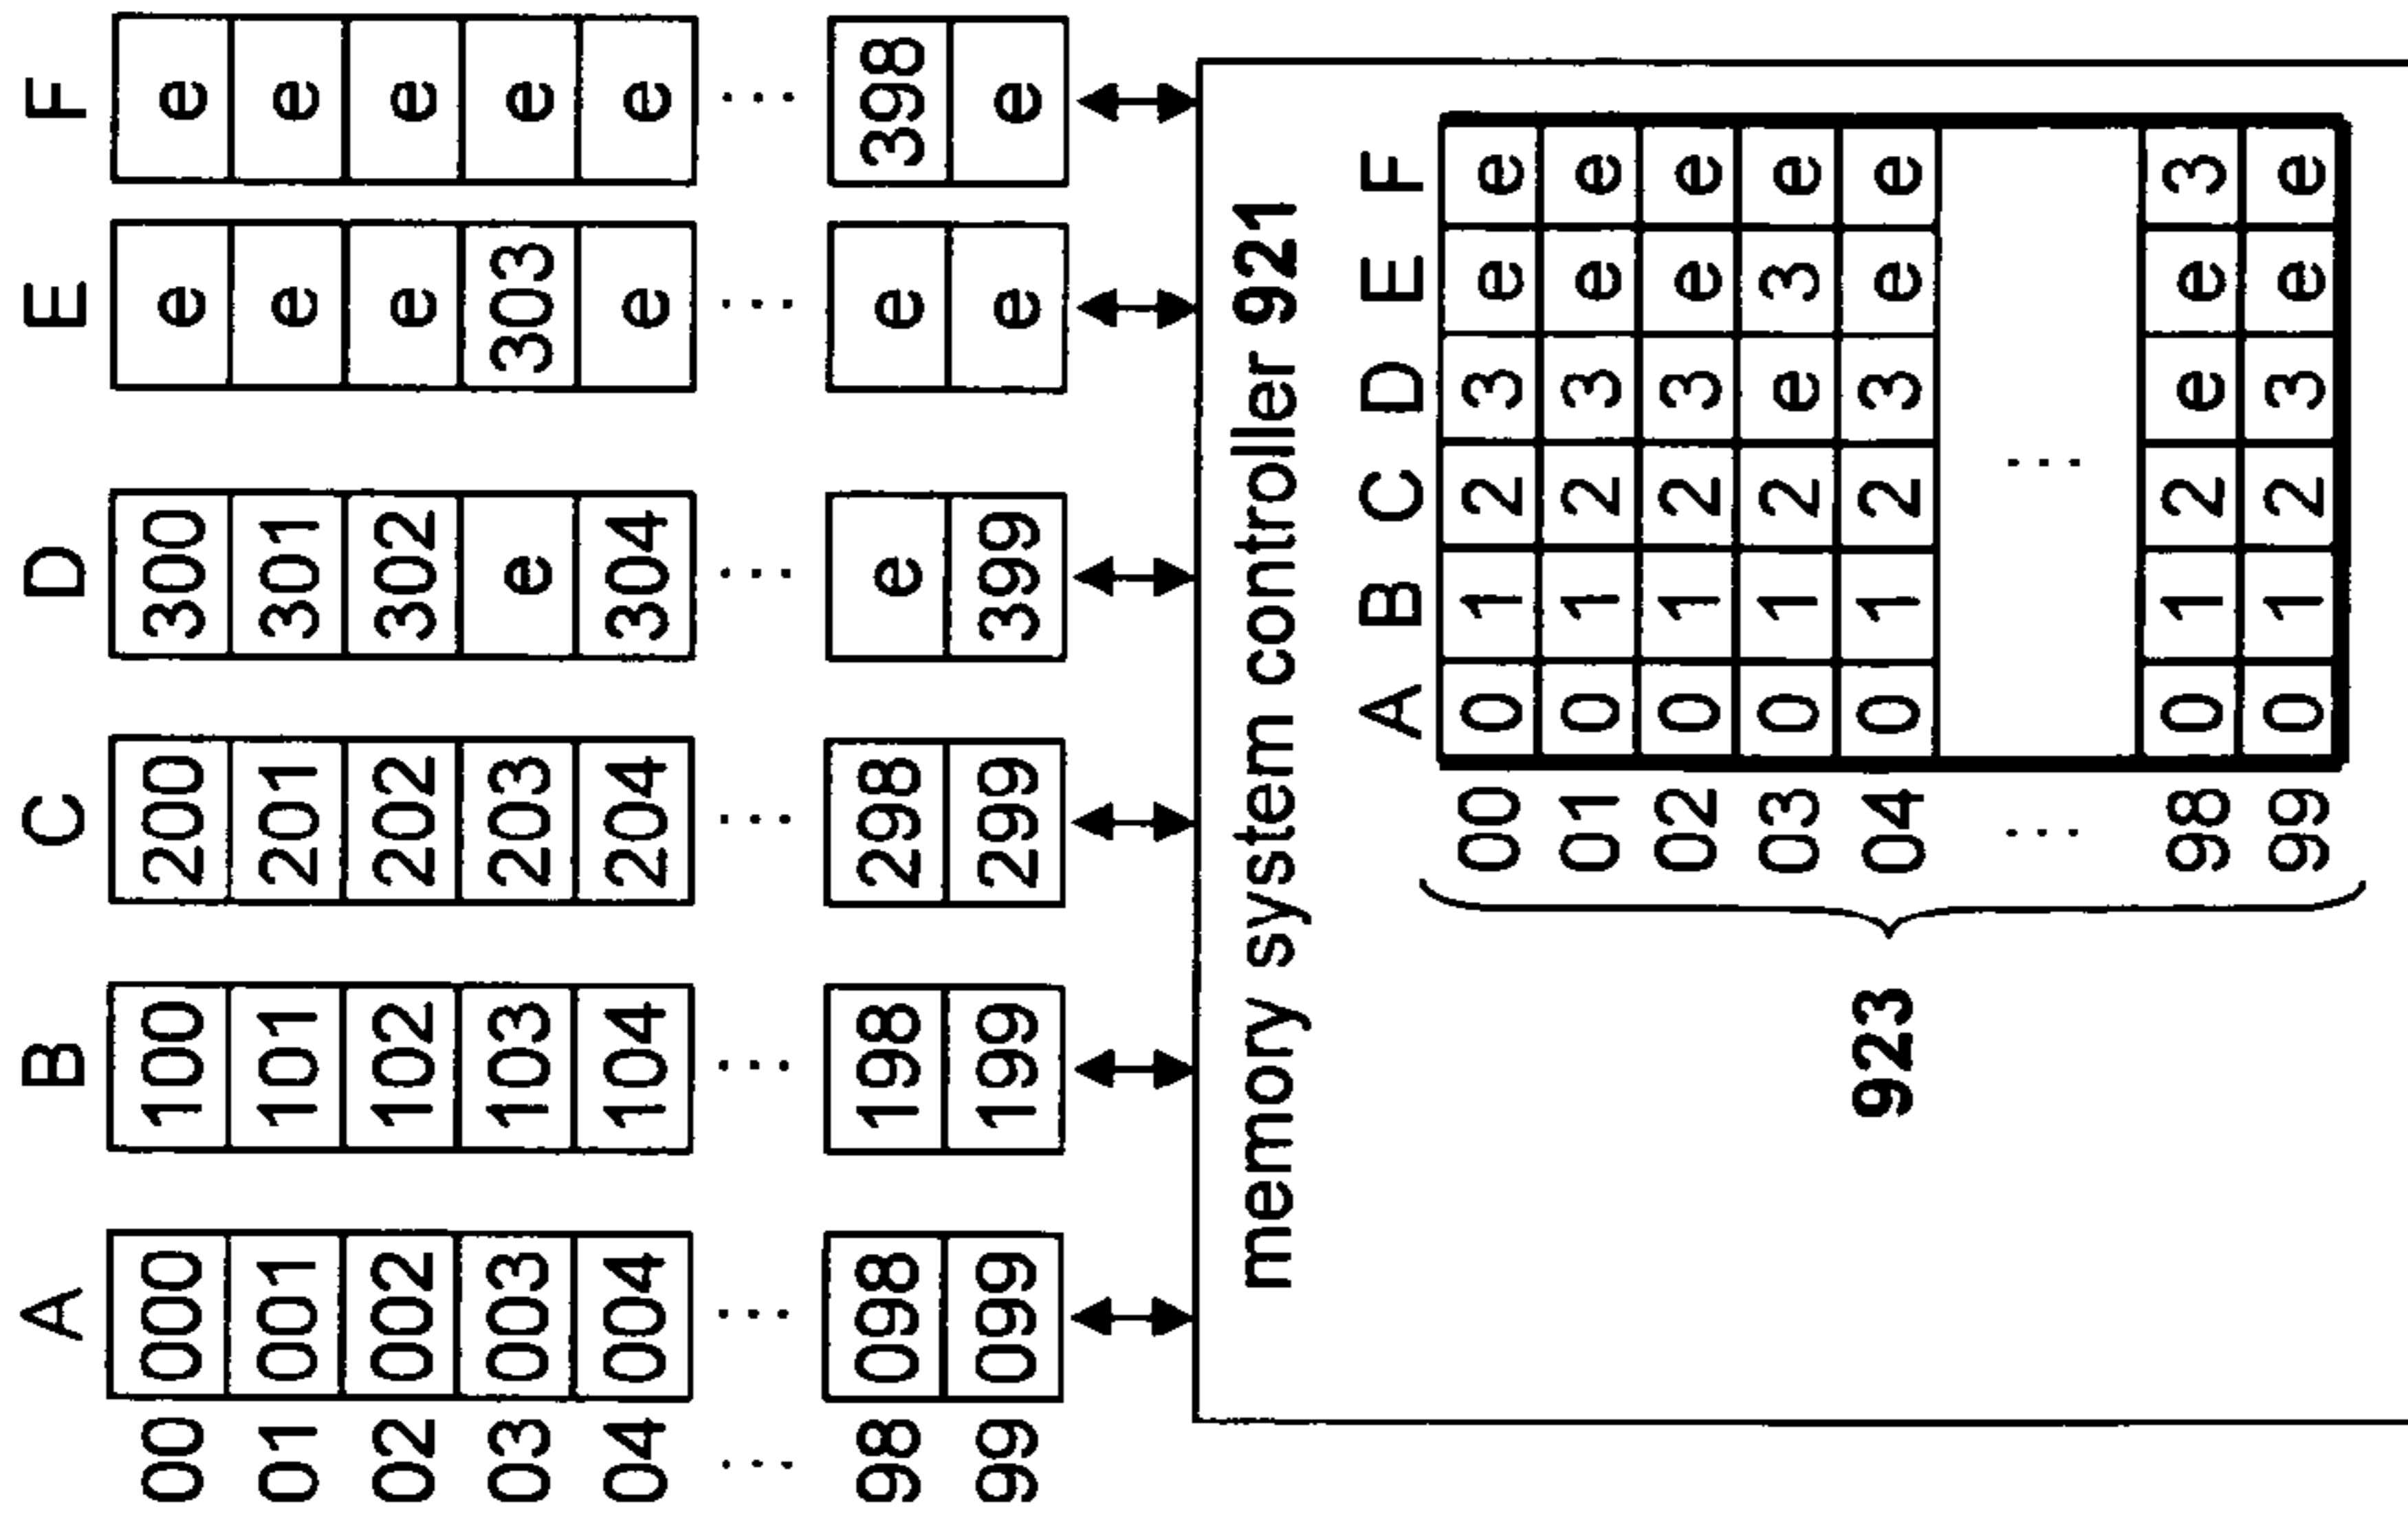 A B C D E F
00 000 100 200 300 e e
01 001 101 201 301 e e
02 002 102 202 302 e e
03 003 103 203 e 303 e
04 004 104 204 304 e e
... ... ... ... ... ... ...
98 098 198 298 e e 398
99 099 199 299 399 e e
memory system controller 921
A B C D E F
00 0 1 2 3 e e
01 0 1 2 3 e e
02 0 1 2 3 e e
03 0 1 2 e 3 e
04 0 1 2 3 e e
... ...
98 0 1 2 e e 3
99 0 1 2 3 e e
923